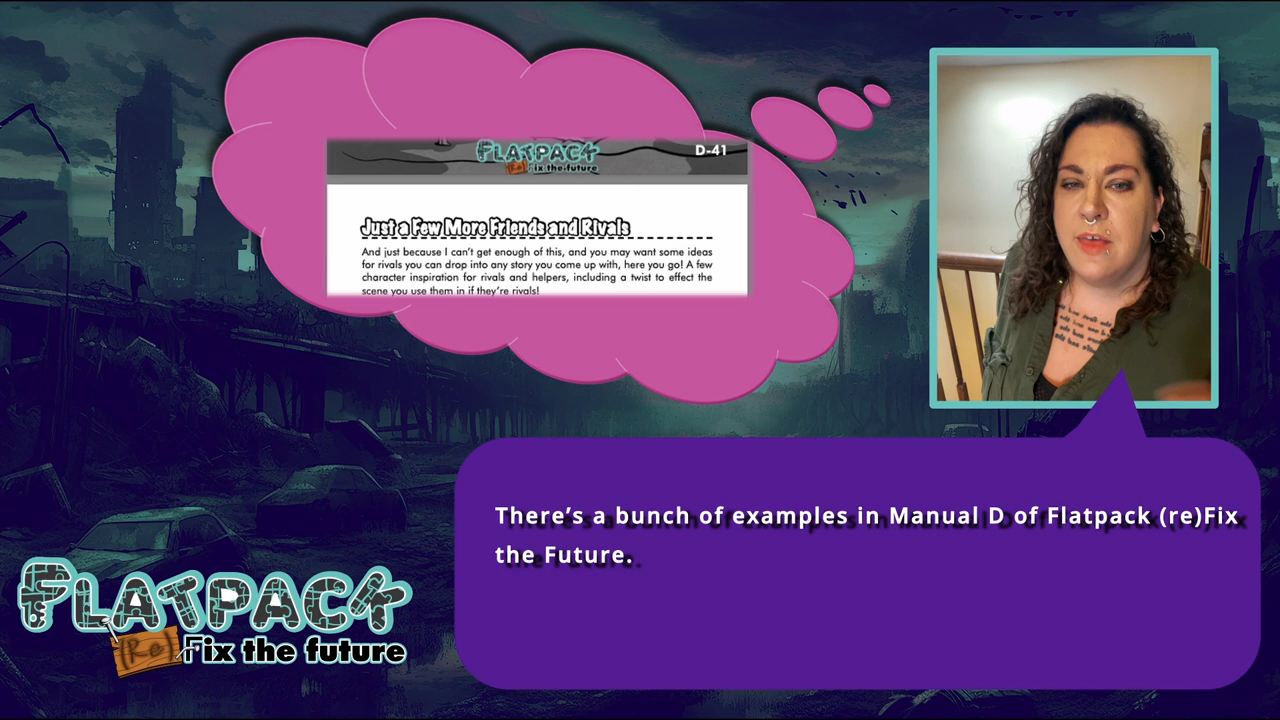 FLATPACK
D-41
(Re) Fix the future
Just a Few More Friends and Rivals
And just because I can't get enough of this, and you may want some ideas
for rivals you can drop into any story you come up with, here you go! A few
character inspiration for rivals and helpers, including a twist to effect the
scene you use them in if they're rivals!
There's a bunch of examples in Manual D of Flatpack (re)Fix
the Future.
FLATPACK
(Re) Fix the future